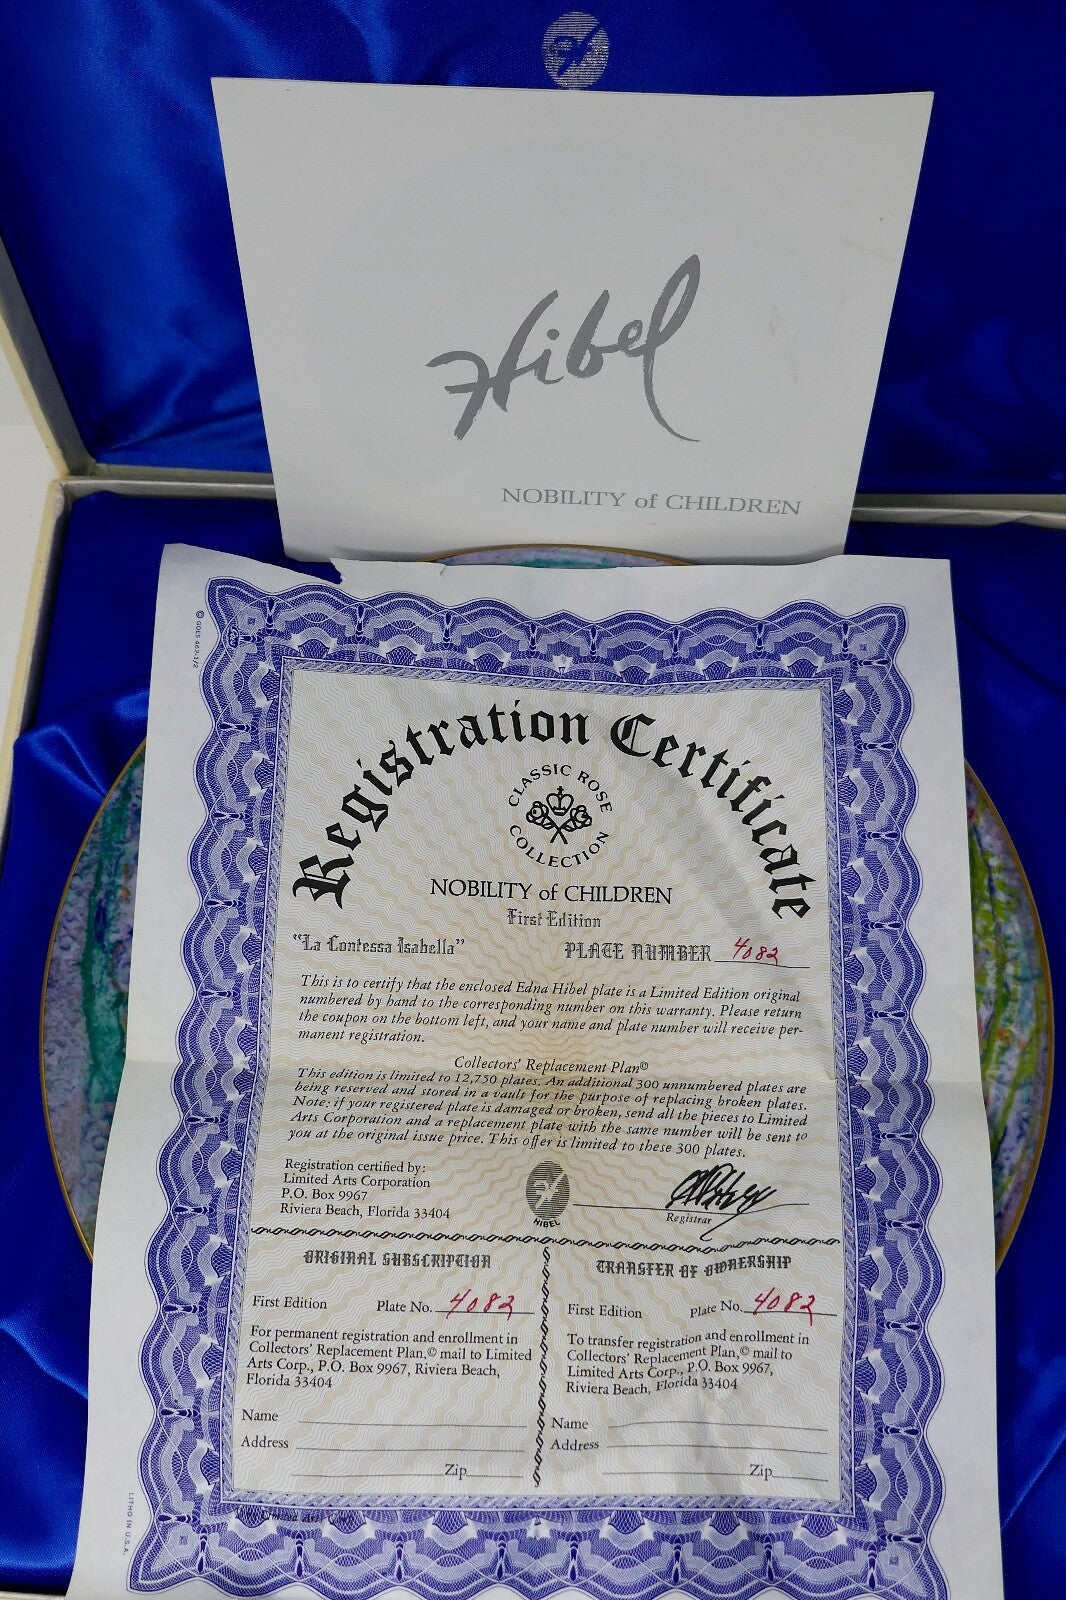 Hibel
NOBILITY of CHILDREN
© GOES 462-1/2
Registration Certificate
CLASSIC ROSE
COLLECTION
NOBILITY of CHILDREN
First Edition
"La Contessa Isabella"
PLATE NUMBER 4082
This is to certify that the enclosed Edna Hibel plate is a Limited Edition original
numbered by hand to the corresponding number on this warranty. Please return
the coupon on the bottom left, and your name and plate number will receive per-
manent registration.
Collectors' Replacement Plan©
This edition is limited to 12,750 plates. An additional 300 unnumbered plates are
being reserved and stored in a vault for the purpose of replacing broken plates.
Note: if your registered plate is damaged or broken, send all the pieces to Limited
Arts Corporation and a replacement plate with the same number will be sent to
you at the original issue price. This offer is limited to these 300 plates.
Registration certified by:
Limited Arts Corporation
P.O. Box 9967
Riviera Beach, Florida 33404
HIBEL
Registrar
ORIGINAL SUBSCRIPTION
First Edition Plate No. 4082
For permanent registration and enrollment in
Collectors' Replacement Plan,© mail to Limited
Arts Corp., P.O. Box 9967, Riviera Beach,
Florida 33404
Name
Address
Zip
TRANSFER OF OWNERSHIP
First Edition Plate No. 4082
To transfer registration and enrollment in
Collectors' Replacement Plan,© mail to
Limited Arts Corp., P.O. Box 9967,
Riviera Beach, Florida 33404
Name
Address
Zip
LITHO IN U.S.A.